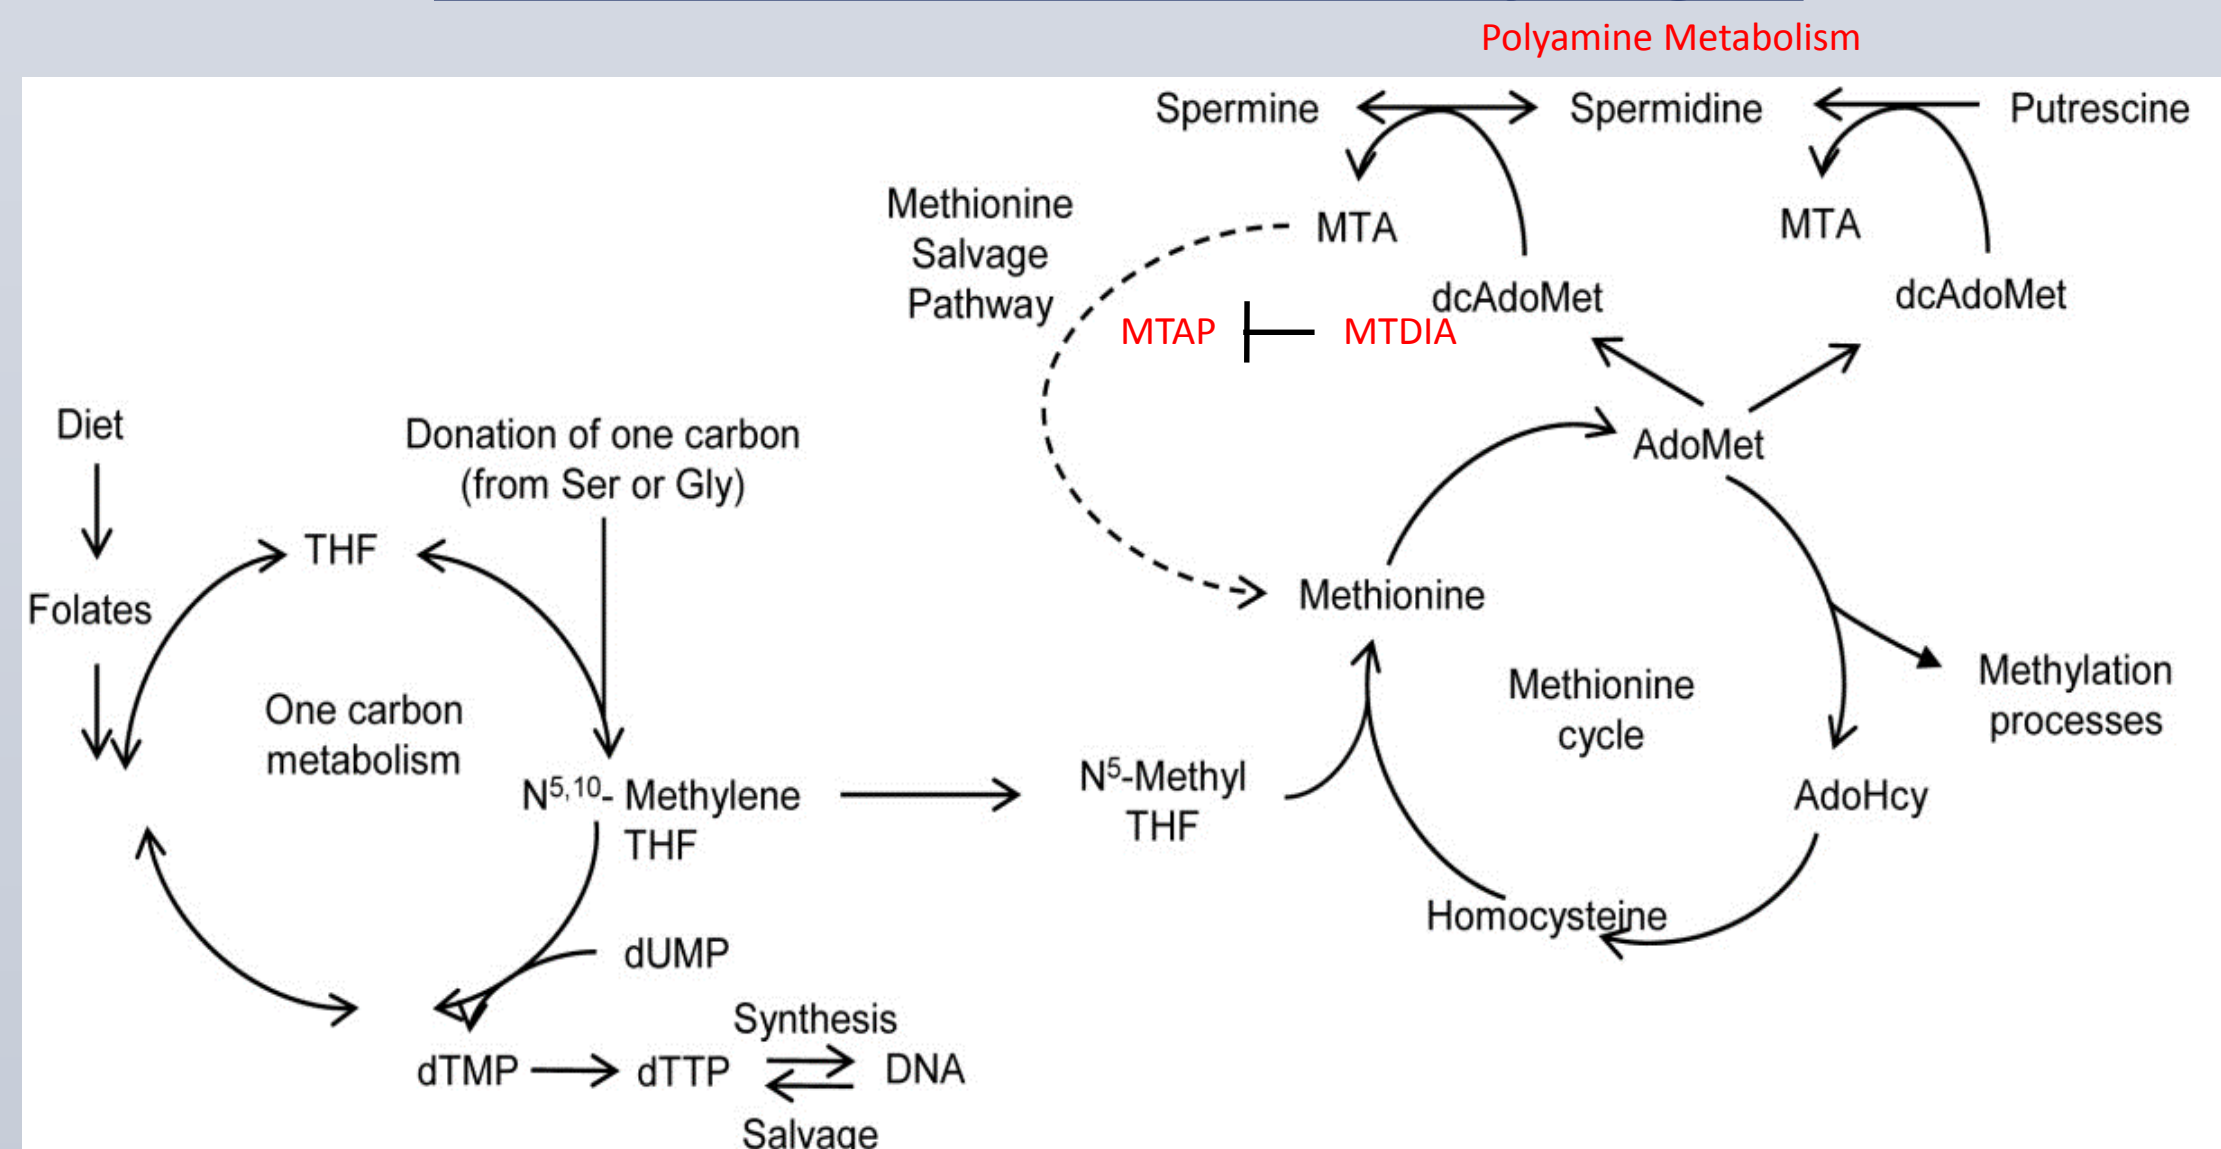 Polyamine Metabolism
Spermine
Spermidine
Putrescine
Methionine
Salvage
Pathway
MTA
MTA
dcAdoMet
dcAdoMet
MTAP
MTDIA
Diet
Donation of one carbon
(from Ser or Gly)
AdoMet
THF
Folates
Methionine
One carbon
metabolism
Methionine
cycle
Methylation
processes
N5,10- Methylene
THF
N5-Methyl
THF
AdoHcy
Homocysteine
dUMP
Synthesis
dTMP
dTTP
DNA
Salvage